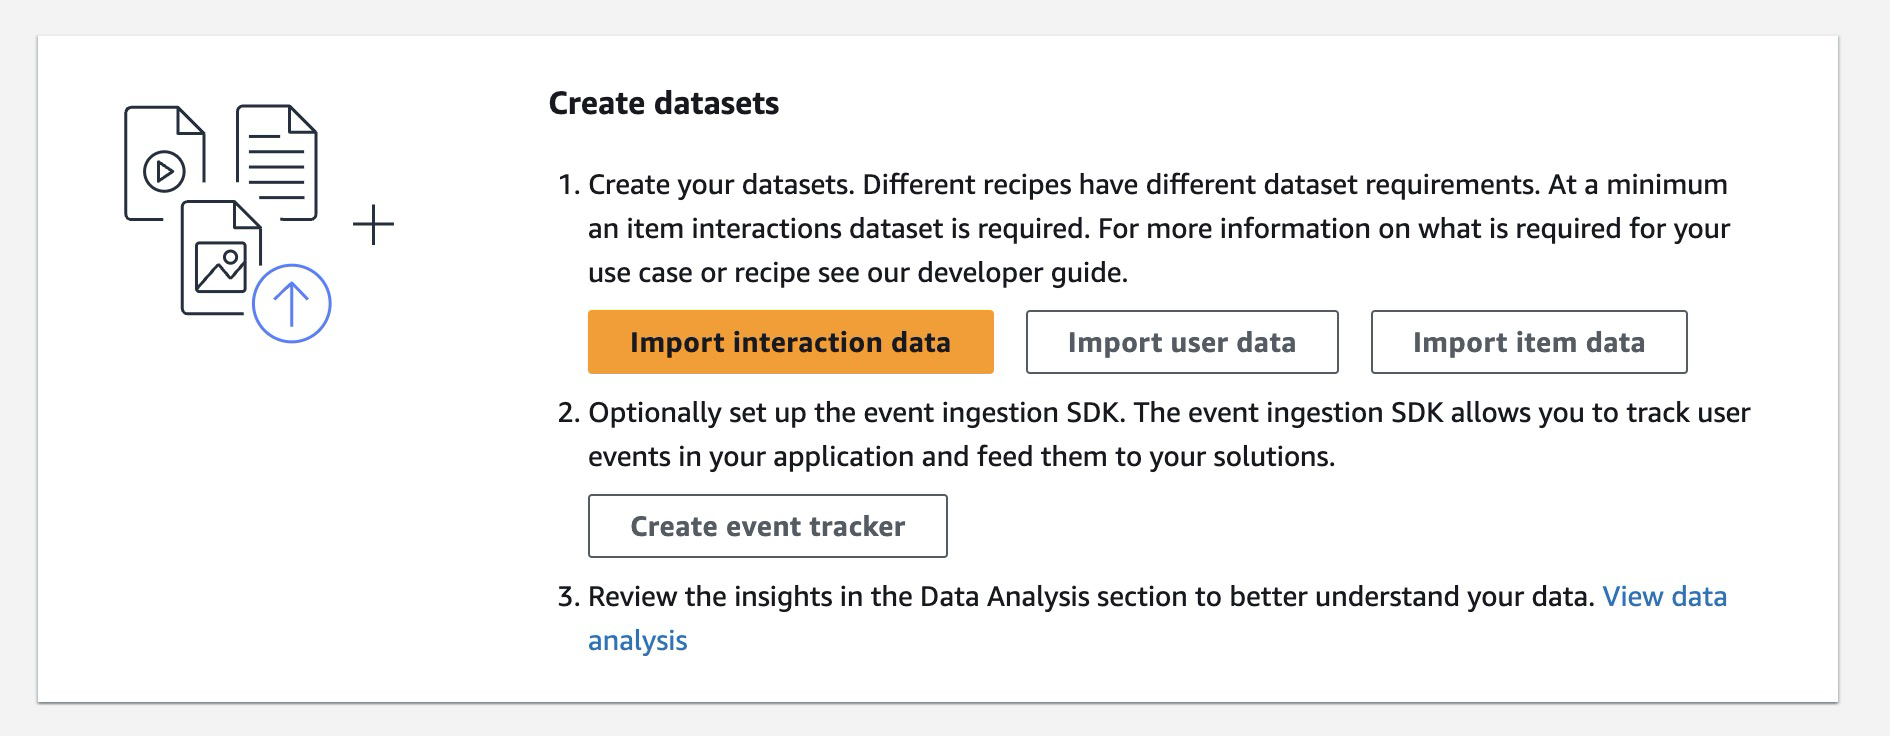 Create datasets
1. Create your datasets. Different recipes have different dataset requirements. At a minimum
an item interactions dataset is required. For more information on what is required for your
use case or recipe see our developer guide.
Import interaction data Import user data Import item data
2. Optionally set up the event ingestion SDK. The event ingestion SDK allows you to track user
events in your application and feed them to your solutions.
Create event tracker
3. Review the insights in the Data Analysis section to better understand your data. View data
analysis